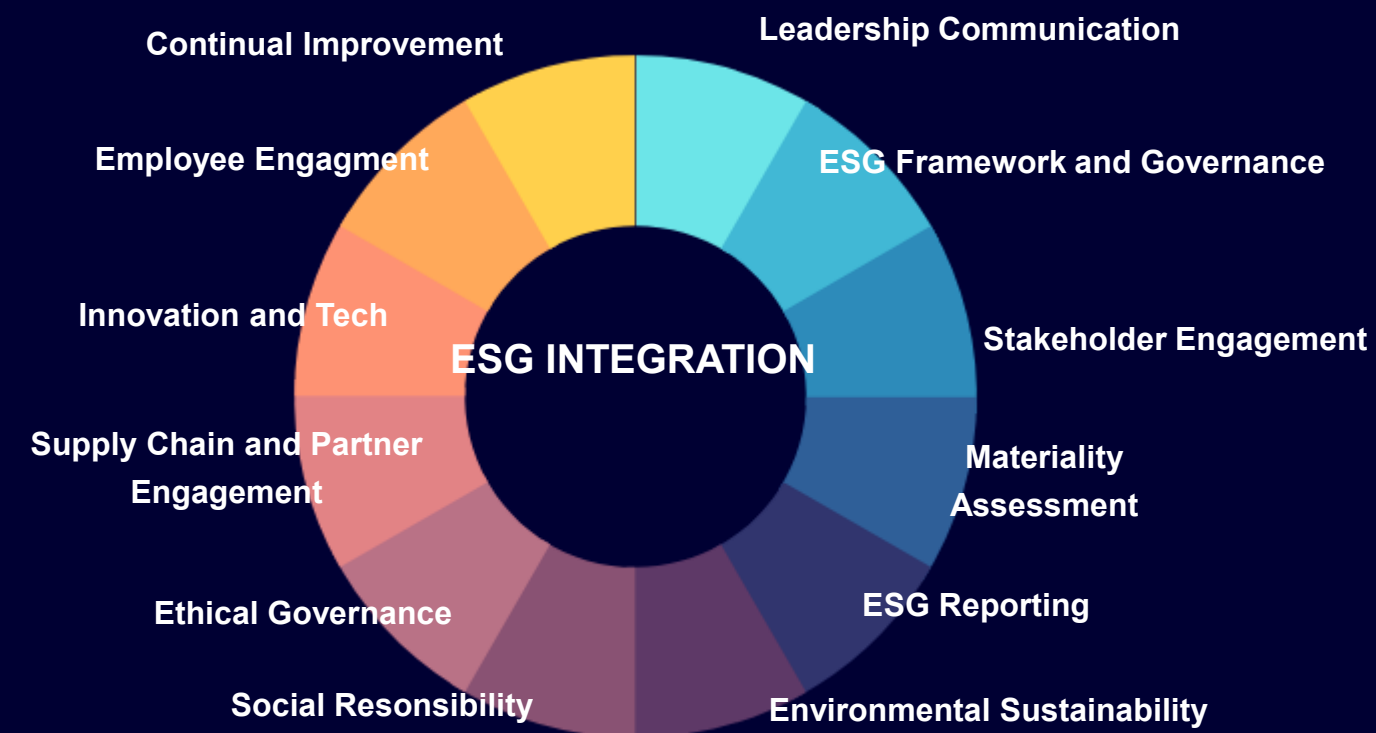 Leadership Communication
Continual Improvement
Employee Engagment
ESG Framework and Governance
Innovation and Tech
Stakeholder Engagement
ESG INTEGRATION
Supply Chain and Partner
Engagement
Materiality
Assessment
Ethical Governance
ESG Reporting
Social Resonsibility
Environmental Sustainability